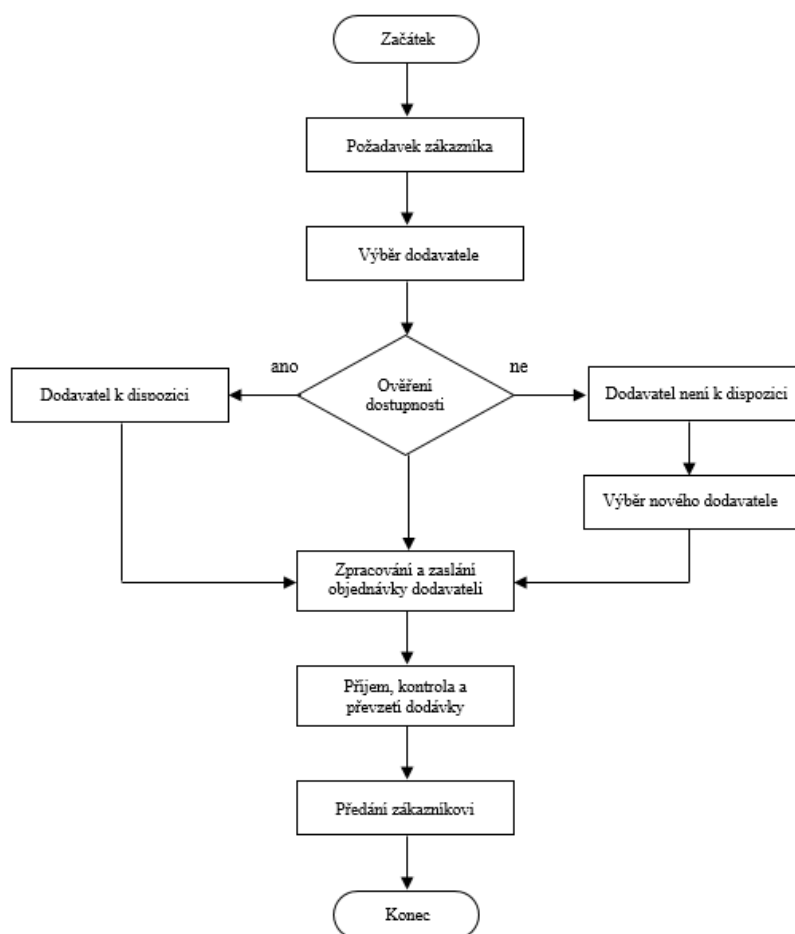 Začátek
Požadavek zákazníka
Výběr dodavatele
ano
ne
Ověření
dostupnosti
Dodavatel k dispozici
Dodavatel není k dispozici
Výběr nového dodavatele
Zpracování a zaslání
objednávky dodavateli
Příjem, kontrola a
převzetí dodávky
Předání zákazníkovi
Konec